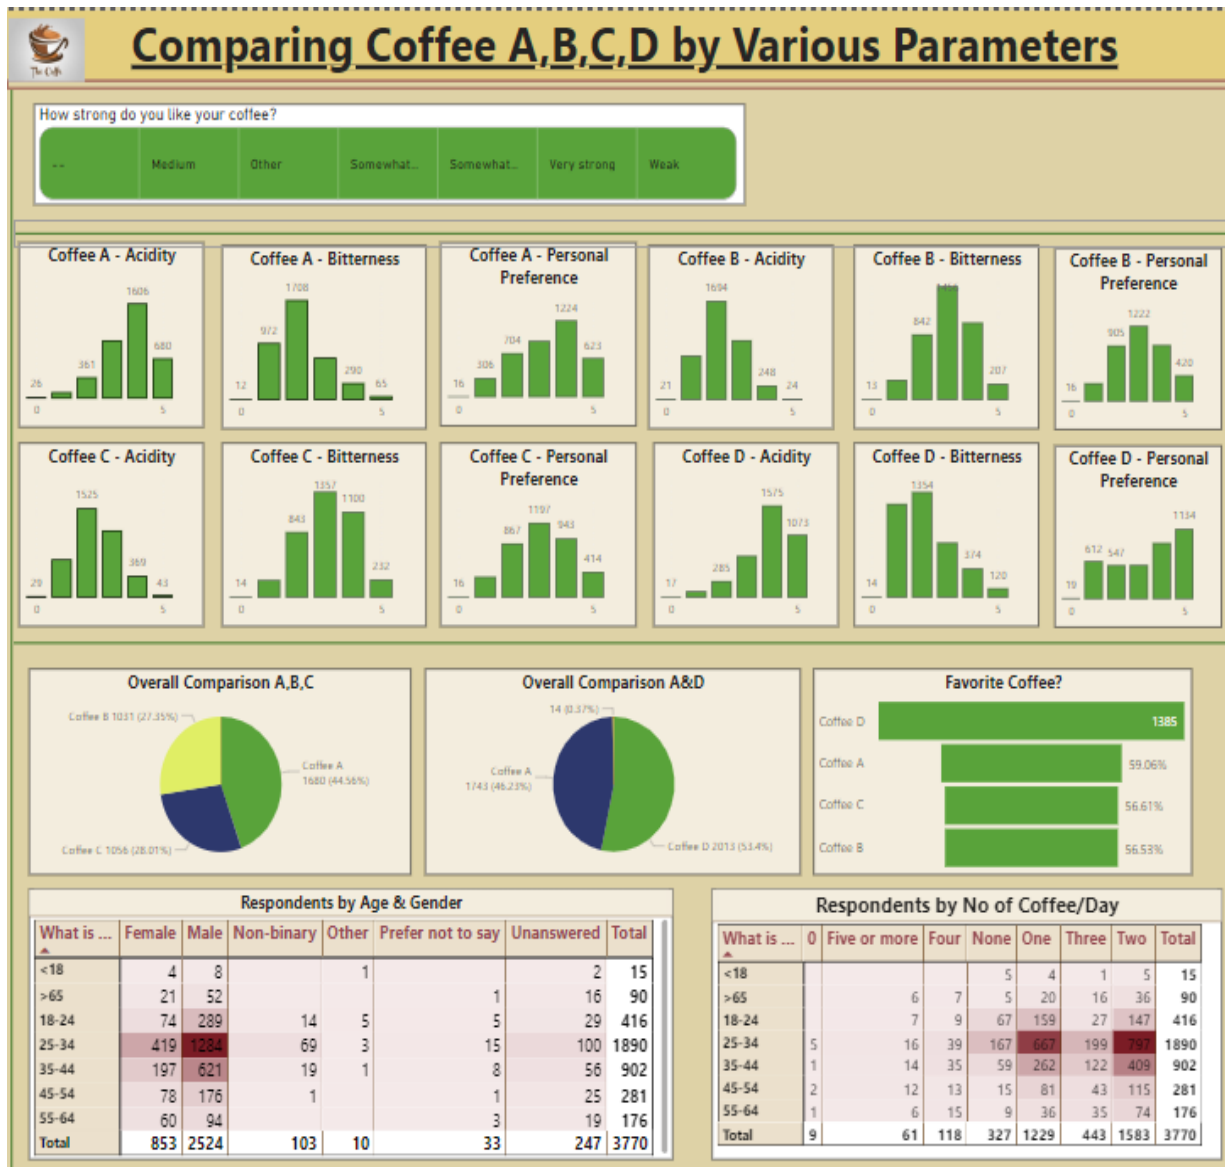 Comparing Coffee A,B,C,D by Various Parameters
The Coffe
How strong do you like your coffee?
-- Medium Other Somewhat... Somewhat... Very strong Weak
Coffee A - Acidity
26 361 1606 680
0 5
Coffee A - Bitterness
12 972 1708 290 65
0 5
Coffee A - Personal
Preference
16 306 704 1224 623
0 5
Coffee B - Acidity
21 1694 248 24
0 5
Coffee B - Bitterness
13 842 207
0 5
Coffee B - Personal
Preference
16 905 1222 420
0 5
Coffee C - Acidity
29 1525 369 43
0 5
Coffee C - Bitterness
14 843 1357 1100 232
0 5
Coffee C - Personal
Preference
16 867 1197 943 414
0 5
Coffee D - Acidity
17 285 1575 1073
0 5
Coffee D - Bitterness
14 1354 374 120
0 5
Coffee D - Personal
Preference
19 612 547 1134
0 5
Overall Comparison A,B,C
Coffee B 1031 (27.35%)
Coffee A
1680 (44.56%)
Coffee C 1056 (28.01%)
Overall Comparison A&D
14 (0.37%)
Coffee A
1743 (46.23%)
Coffee D 2013 (53.4%)
Favorite Coffee?
Coffee D 1385
Coffee A 59.06%
Coffee C 56.61%
Coffee B 56.53%
Respondents by Age & Gender
What is ... Female Male Non-binary Other Prefer not to say Unanswered Total
<18 4 8 1 2 15
>65 21 52 1 16 90
18-24 74 289 14 5 5 29 416
25-34 419 1284 69 3 15 100 1890
35-44 197 621 19 1 8 56 902
45-54 78 176 1 1 25 281
55-64 60 94 3 19 176
Total 853 2524 103 10 33 247 3770
Respondents by No of Coffee/Day
What is ... 0 Five or more Four None One Three Two Total
<18 5 4 1 5 15
>65 6 7 5 20 16 36 90
18-24 7 9 67 159 27 147 416
25-34 5 16 39 167 667 199 797 1890
35-44 1 14 35 59 262 122 409 902
45-54 2 12 13 15 81 43 115 281
55-64 1 6 15 9 36 35 74 176
Total 9 61 118 327 1229 443 1583 3770